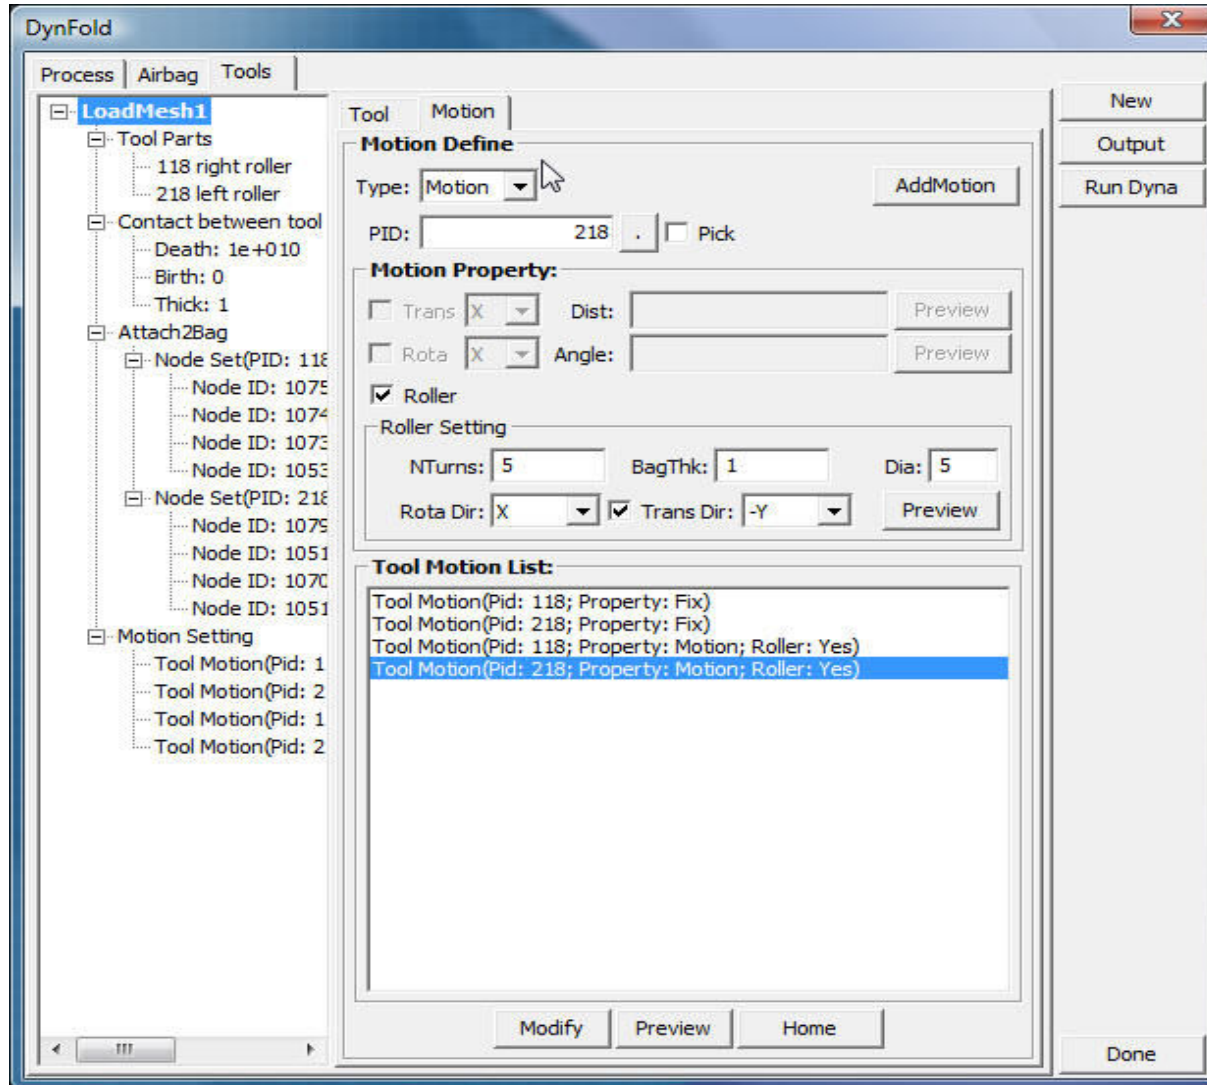 DynFold
Process Airbag Tools
LoadMesh1
Tool Parts
118 right roller
218 left roller
Contact between tool
Death: 1e+010
Birth: 0
Thick: 1
Attach2Bag
Node Set(PID: 118
Node ID: 1075
Node ID: 1074
Node ID: 1073
Node ID: 1053
Node Set(PID: 218
Node ID: 1079
Node ID: 1051
Node ID: 1070
Node ID: 1051
Motion Setting
Tool Motion(Pid: 1
Tool Motion(Pid: 2
Tool Motion(Pid: 1
Tool Motion(Pid: 2
Tool Motion
Motion Define
Type: Motion AddMotion
PID: 218 . Pick
Motion Property:
Trans X Dist: Preview
Rota X Angle: Preview
Roller
Roller Setting
NTurns: 5 BagThk: 1 Dia: 5
Rota Dir: X Trans Dir: -Y Preview
Tool Motion List:
Tool Motion(Pid: 118; Property: Fix)
Tool Motion(Pid: 218; Property: Fix)
Tool Motion(Pid: 118; Property: Motion; Roller: Yes)
Tool Motion(Pid: 218; Property: Motion; Roller: Yes)
Modify Preview Home
New
Output
Run Dyna
Done